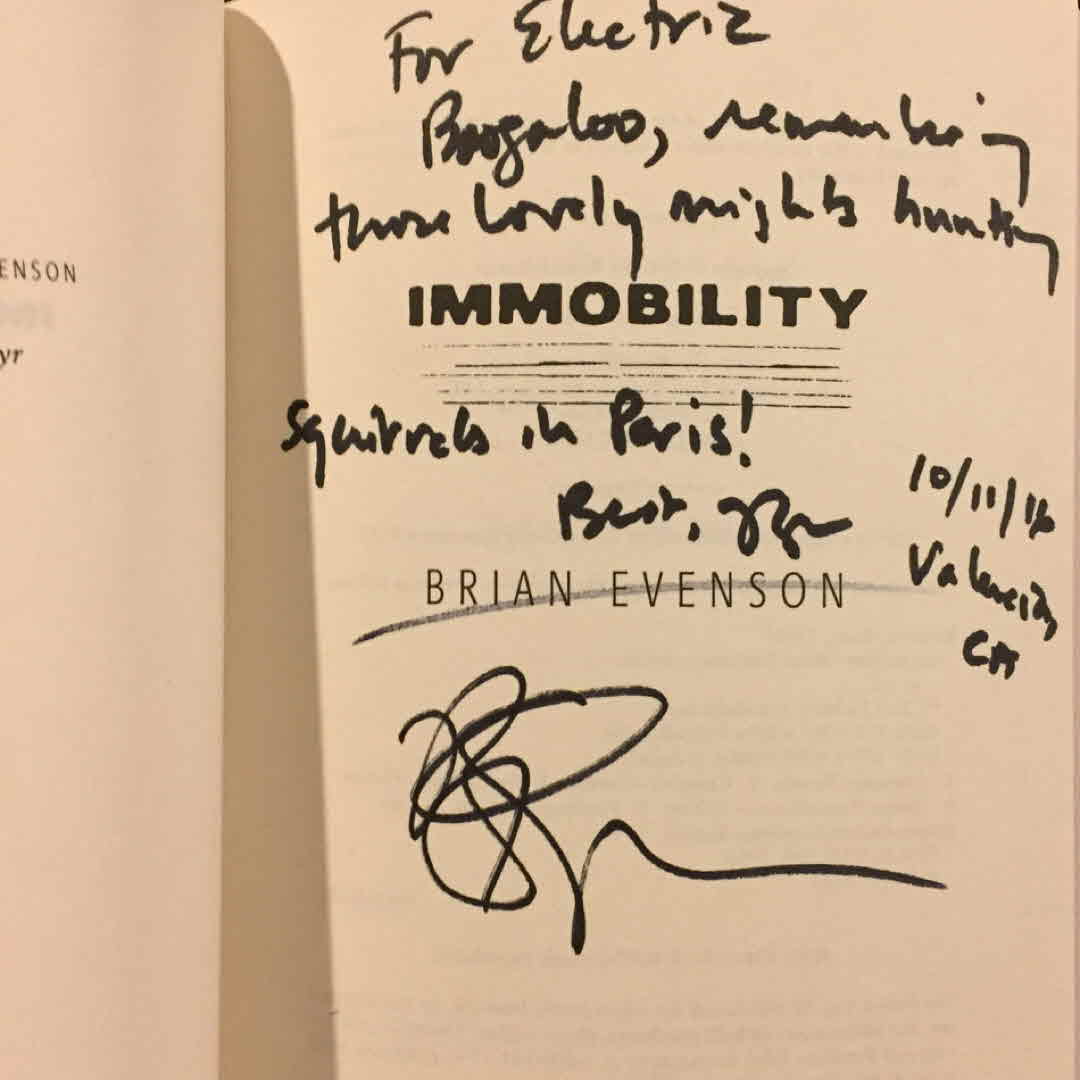 For Electric
Boogaloo, remembering
those lovely nights hunting
ENSON
IMMOBILITY
yr
squirrels in Paris!
10/11/16
Best,
Valencia,
BRIAN EVENSON
CA